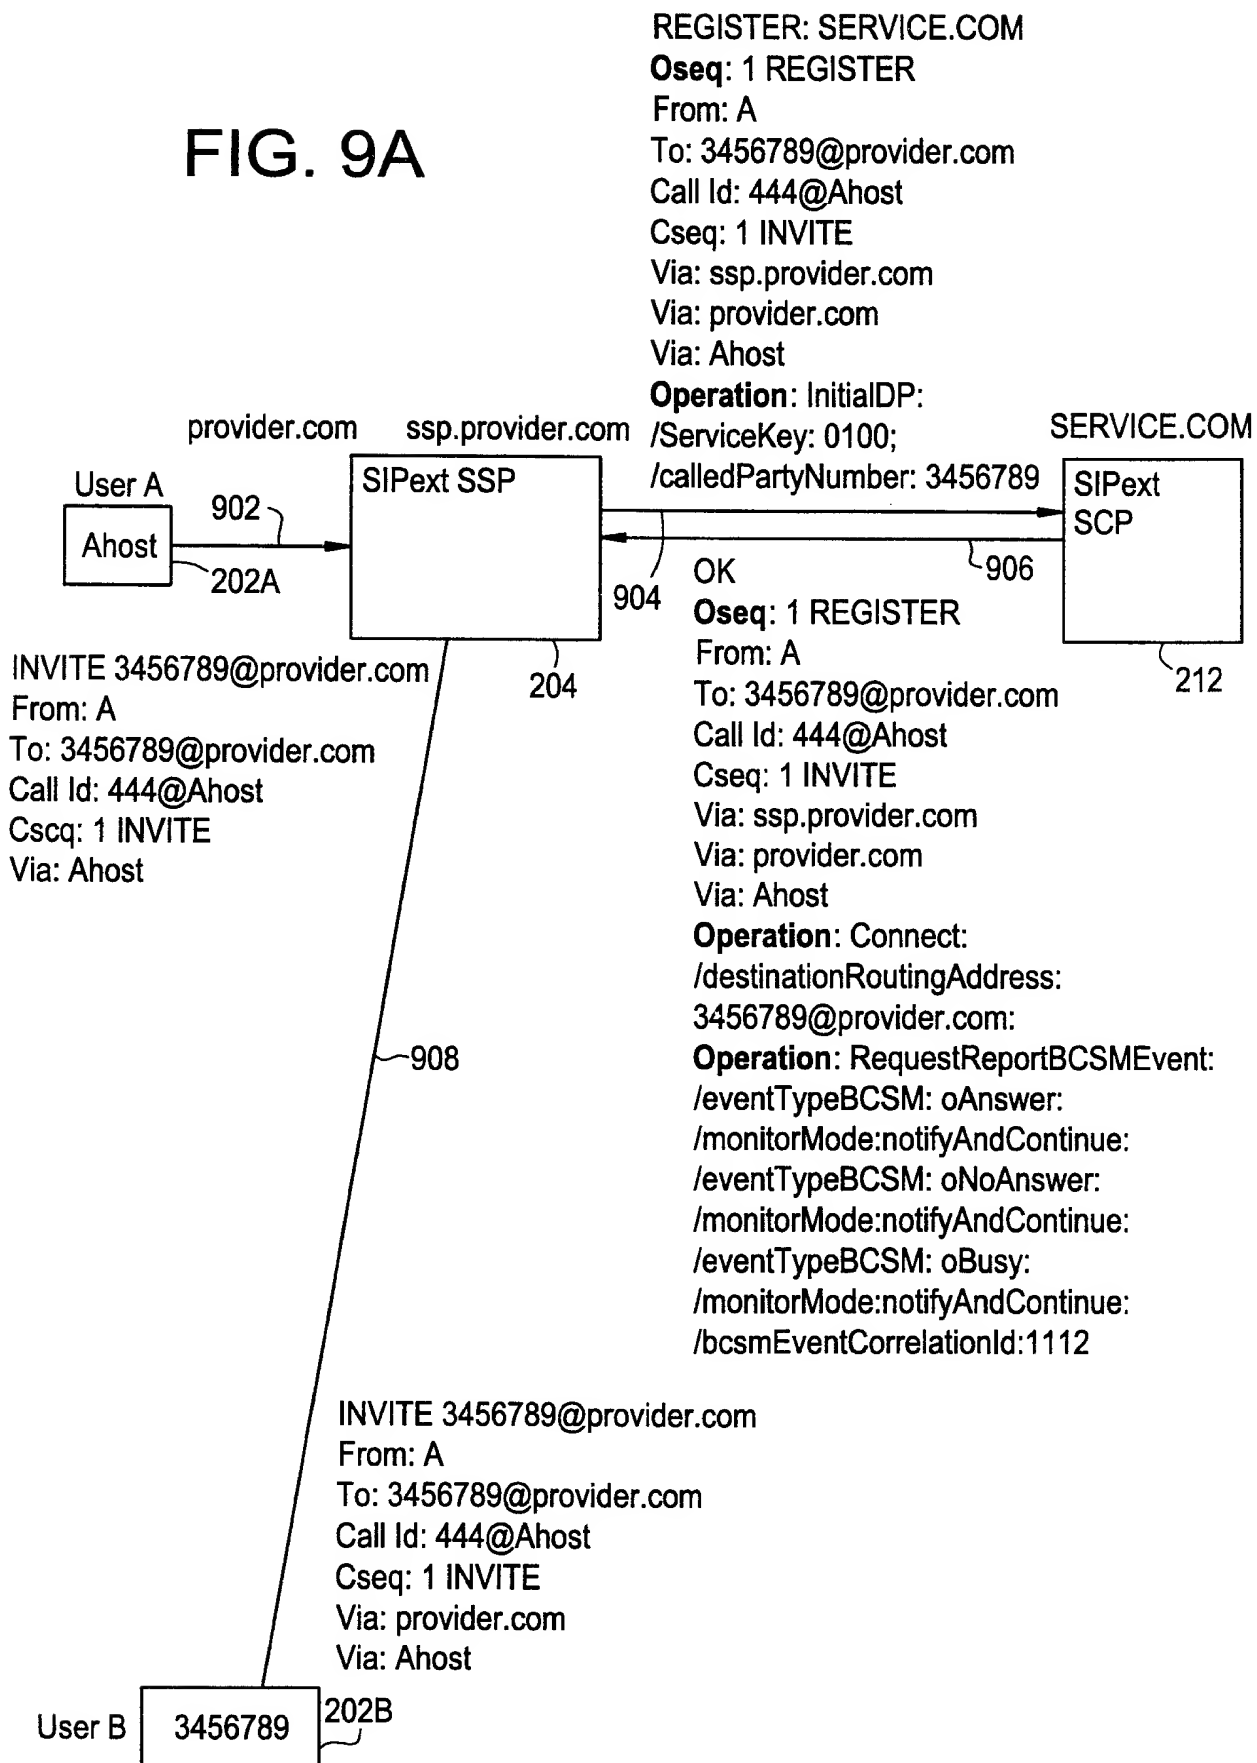 FIG. 9A
REGISTER: SERVICE.COM
Oseq: 1 REGISTER
From: A
To: 3456789@provider.com
Call Id: 444@Ahost
Cseq: 1 INVITE
Via: ssp.provider.com
Via: provider.com
Via: Ahost
Operation: InitialDP:
/ServiceKey: 0100;
/calledPartyNumber: 3456789
provider.com
ssp.provider.com
SERVICE.COM
User A
Ahost
902
202A
SIPext SSP
204
904
906
SIPext
SCP
212
INVITE 3456789@provider.com
From: A
To: 3456789@provider.com
Call Id: 444@Ahost
Cscq: 1 INVITE
Via: Ahost
OK
Oseq: 1 REGISTER
From: A
To: 3456789@provider.com
Call Id: 444@Ahost
Cseq: 1 INVITE
Via: ssp.provider.com
Via: provider.com
Via: Ahost
Operation: Connect:
/destinationRoutingAddress:
3456789@provider.com:
Operation: RequestReportBCSMEvent:
/eventTypeBCSM: oAnswer:
/monitorMode:notifyAndContinue:
/eventTypeBCSM: oNoAnswer:
/monitorMode:notifyAndContinue:
/eventTypeBCSM: oBusy:
/monitorMode:notifyAndContinue:
/bcsmEventCorrelationId:1112
908
INVITE 3456789@provider.com
From: A
To: 3456789@provider.com
Call Id: 444@Ahost
Cseq: 1 INVITE
Via: provider.com
Via: Ahost
User B
3456789
202B